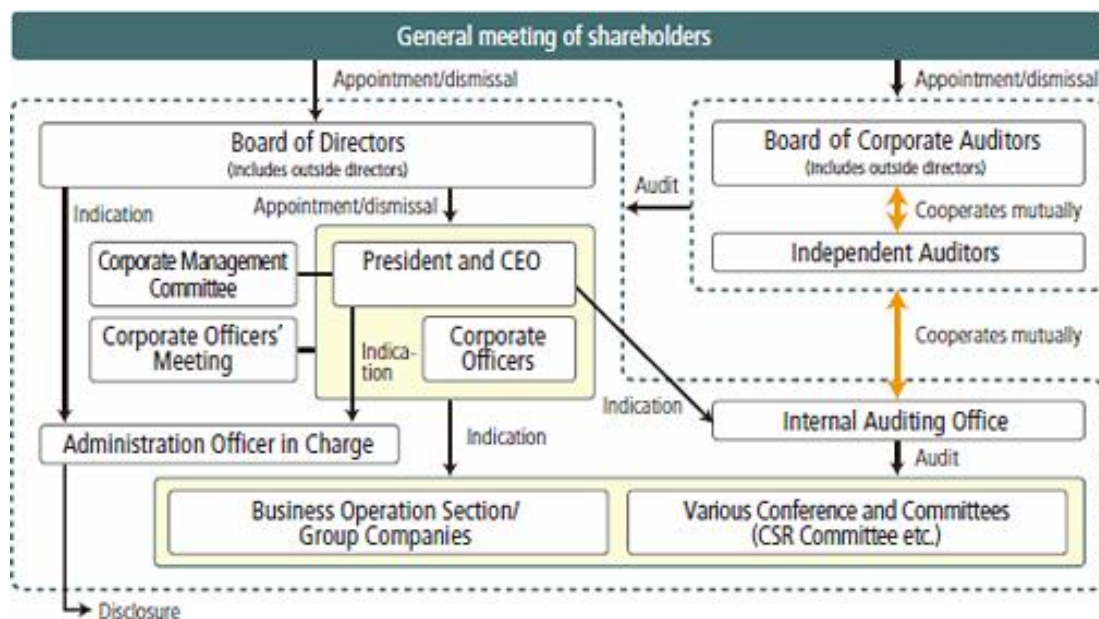 General meeting of shareholders
Appointment/dismissal
Appointment/dismissal
Board of Directors
(includes outside directors)
Board of Corporate Auditors
(includes outside directors)
Audit
Indication
Appointment/dismissal
Cooperates mutually
Corporate Management
Committee
President and CEO
Independent Auditors
Corporate Officers'
Meeting
Indica-
tion
Corporate
Officers
Cooperates mutually
Indication
Administration Officer in Charge
Indication
Internal Auditing Office
Audit
Business Operation Section/
Group Companies
Various Conference and Committees
(CSR Committee etc.)
Disclosure